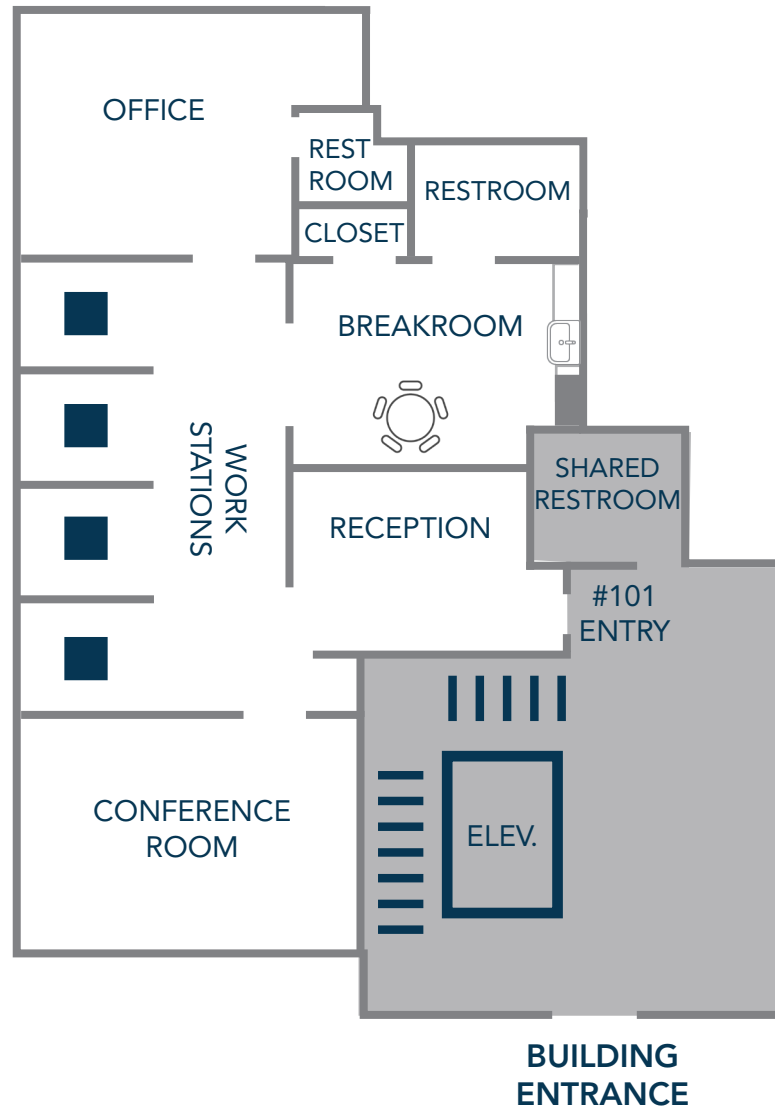 OFFICE
REST
ROOM
RESTROOM
CLOSET
BREAKROOM
WORK
STATIONS
SHARED
RESTROOM
RECEPTION
#101
ENTRY
CONFERENCE
ROOM
ELEV.
BUILDING
ENTRANCE